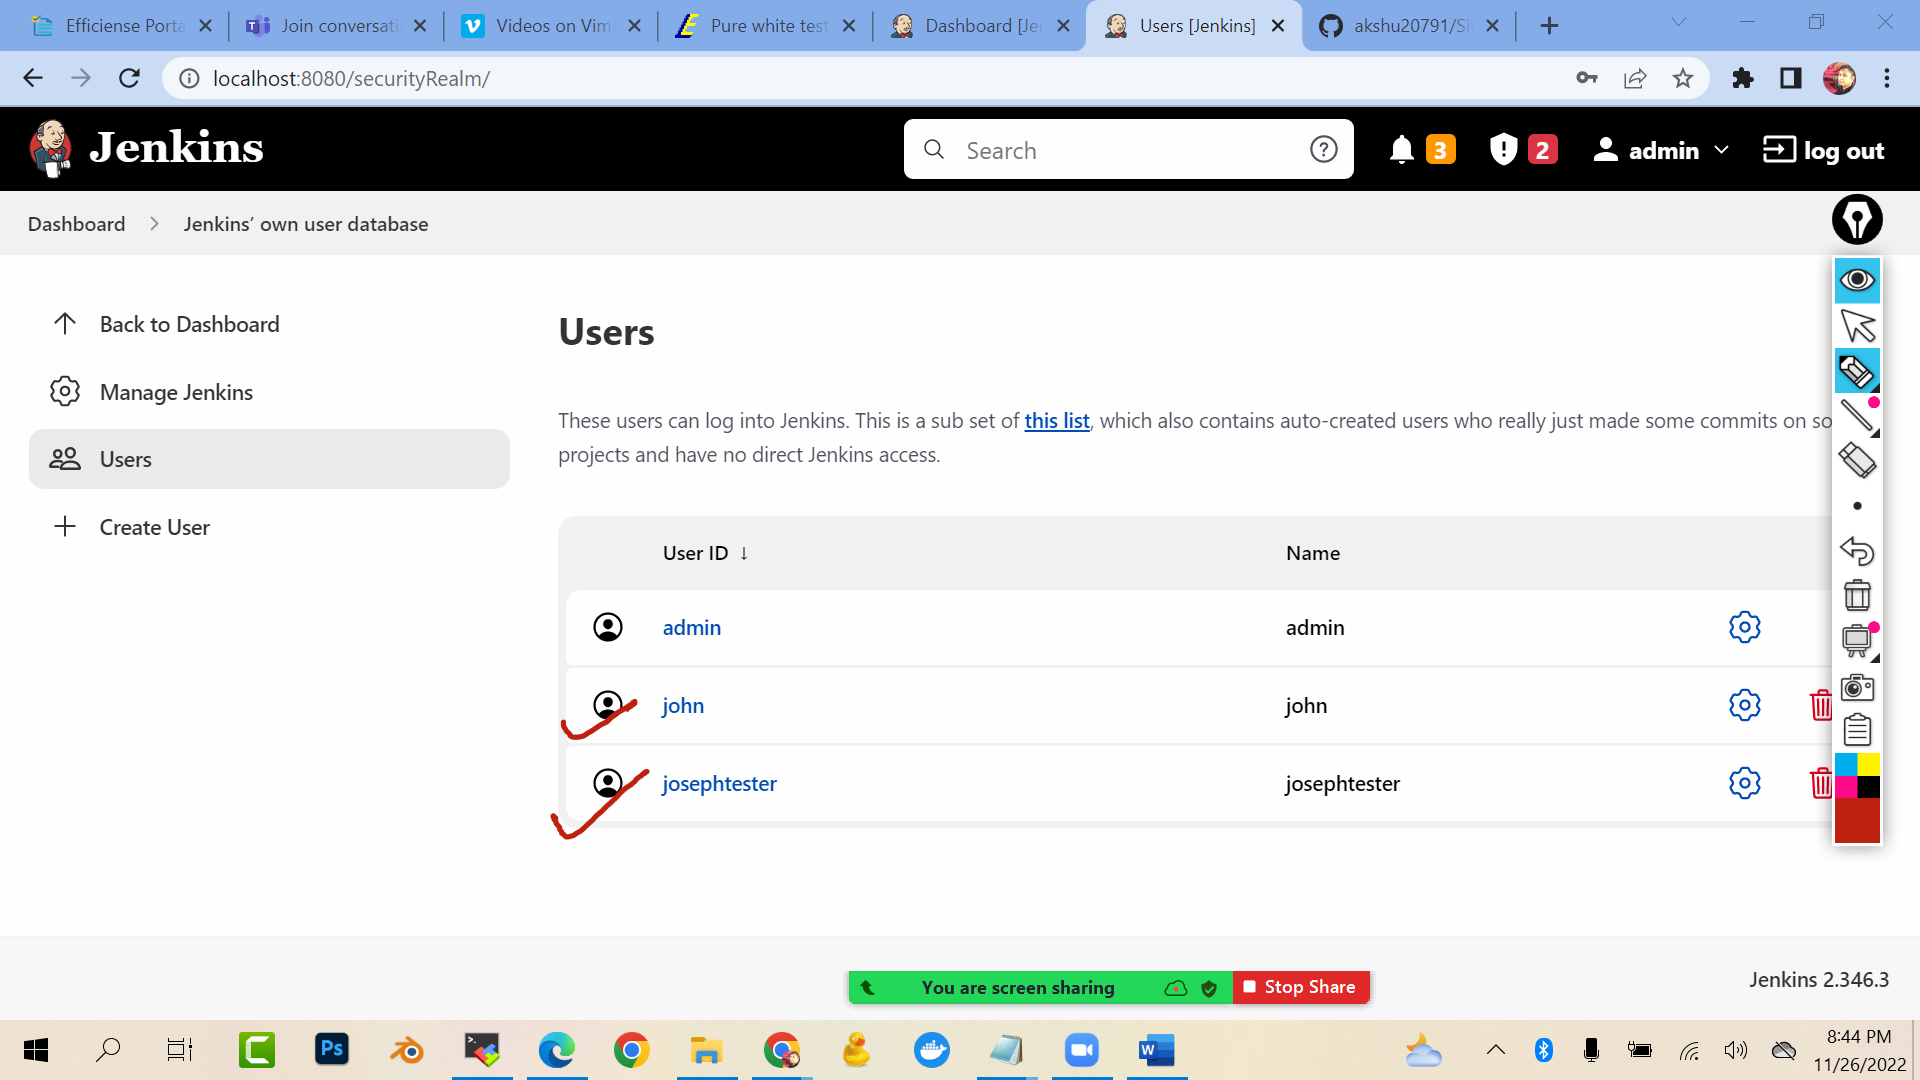 Efficiense Porta
Join conversati
Videos on Vim
Pure white test
Dashboard [Je
Users [Jenkins]
akshu20791/Si
localhost:8080/securityRealm/
Jenkins
Search
3
2
admin
log out
Dashboard
Jenkins’ own user database
Back to Dashboard
Manage Jenkins
Users
Create User
Users
These users can log into Jenkins. This is a sub set of this list, which also contains auto-created users who really just made some commits on so
projects and have no direct Jenkins access.
User ID ↓ Name
admin admin
john john
josephtester josephtester
You are screen sharing
Stop Share
Jenkins 2.346.3
Ps
8:44 PM
11/26/2022